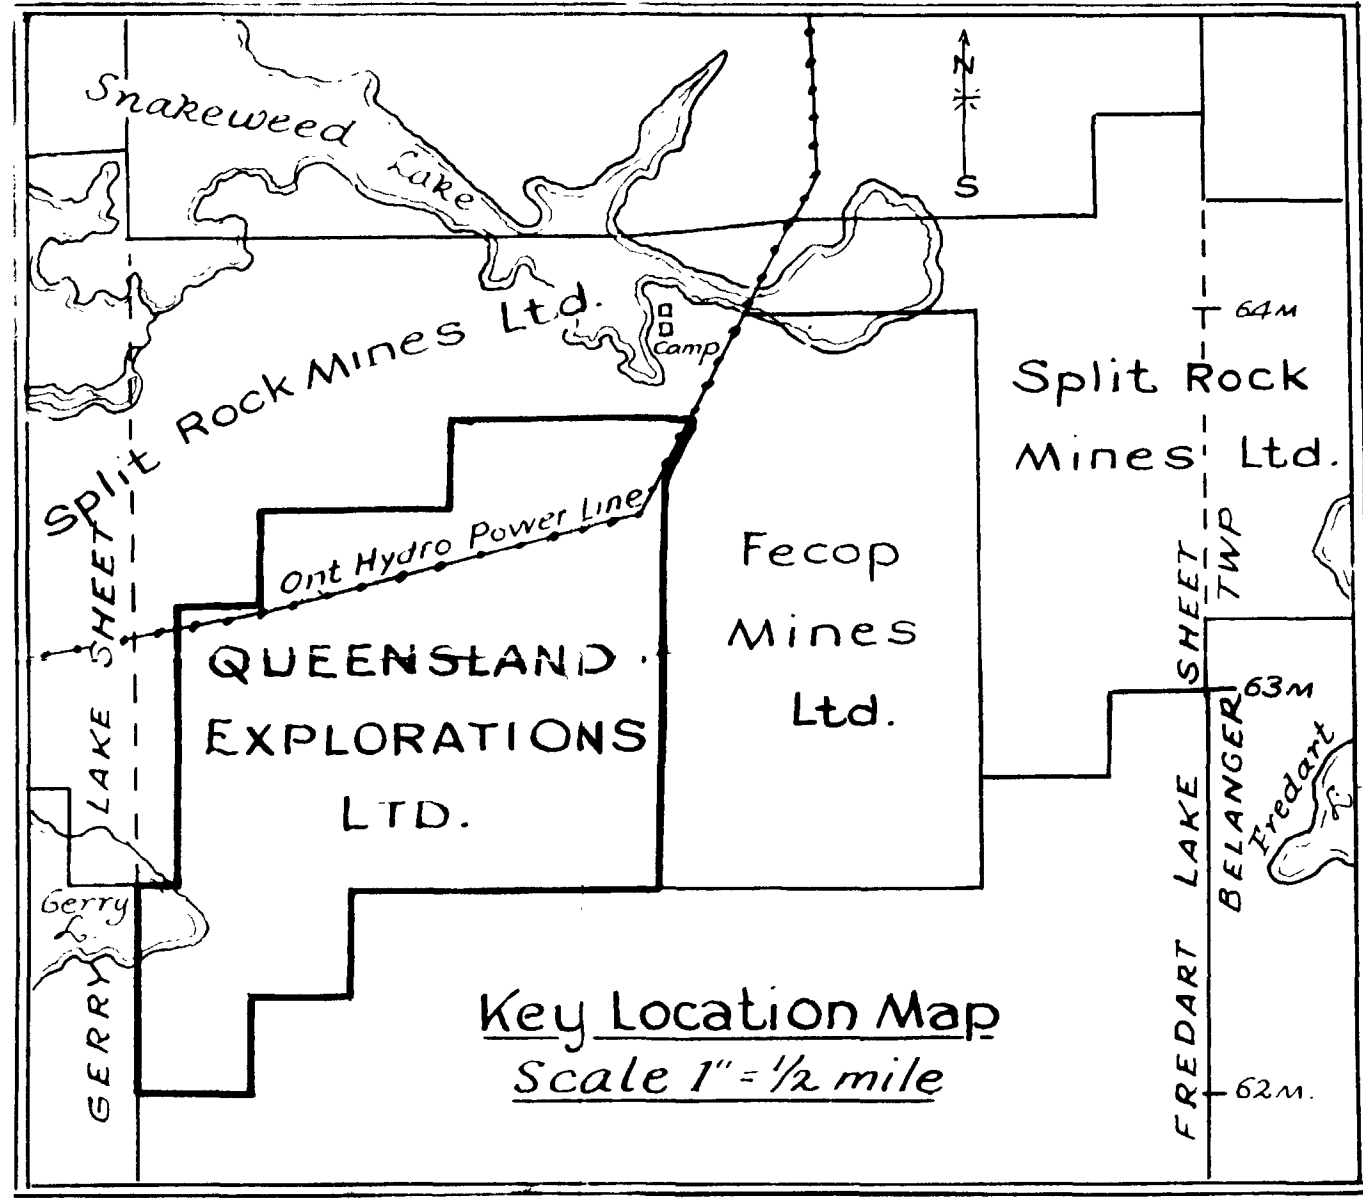 Snakeweed
Lake
N
S
64M
Split Rock Mines Ltd.
Camp
Split Rock
Mines Ltd.
Ont Hydro Power Line
Fecop
Mines
Ltd.
QUEENSLAND
EXPLORATIONS
LTD.
GERRY LAKE SHEET
FREDART LAKE SHEET
BELANGER TWP
63M
Fredart
L.
Gerry
L.
Key Location Map
Scale 1" = 1/2 mile
62M.